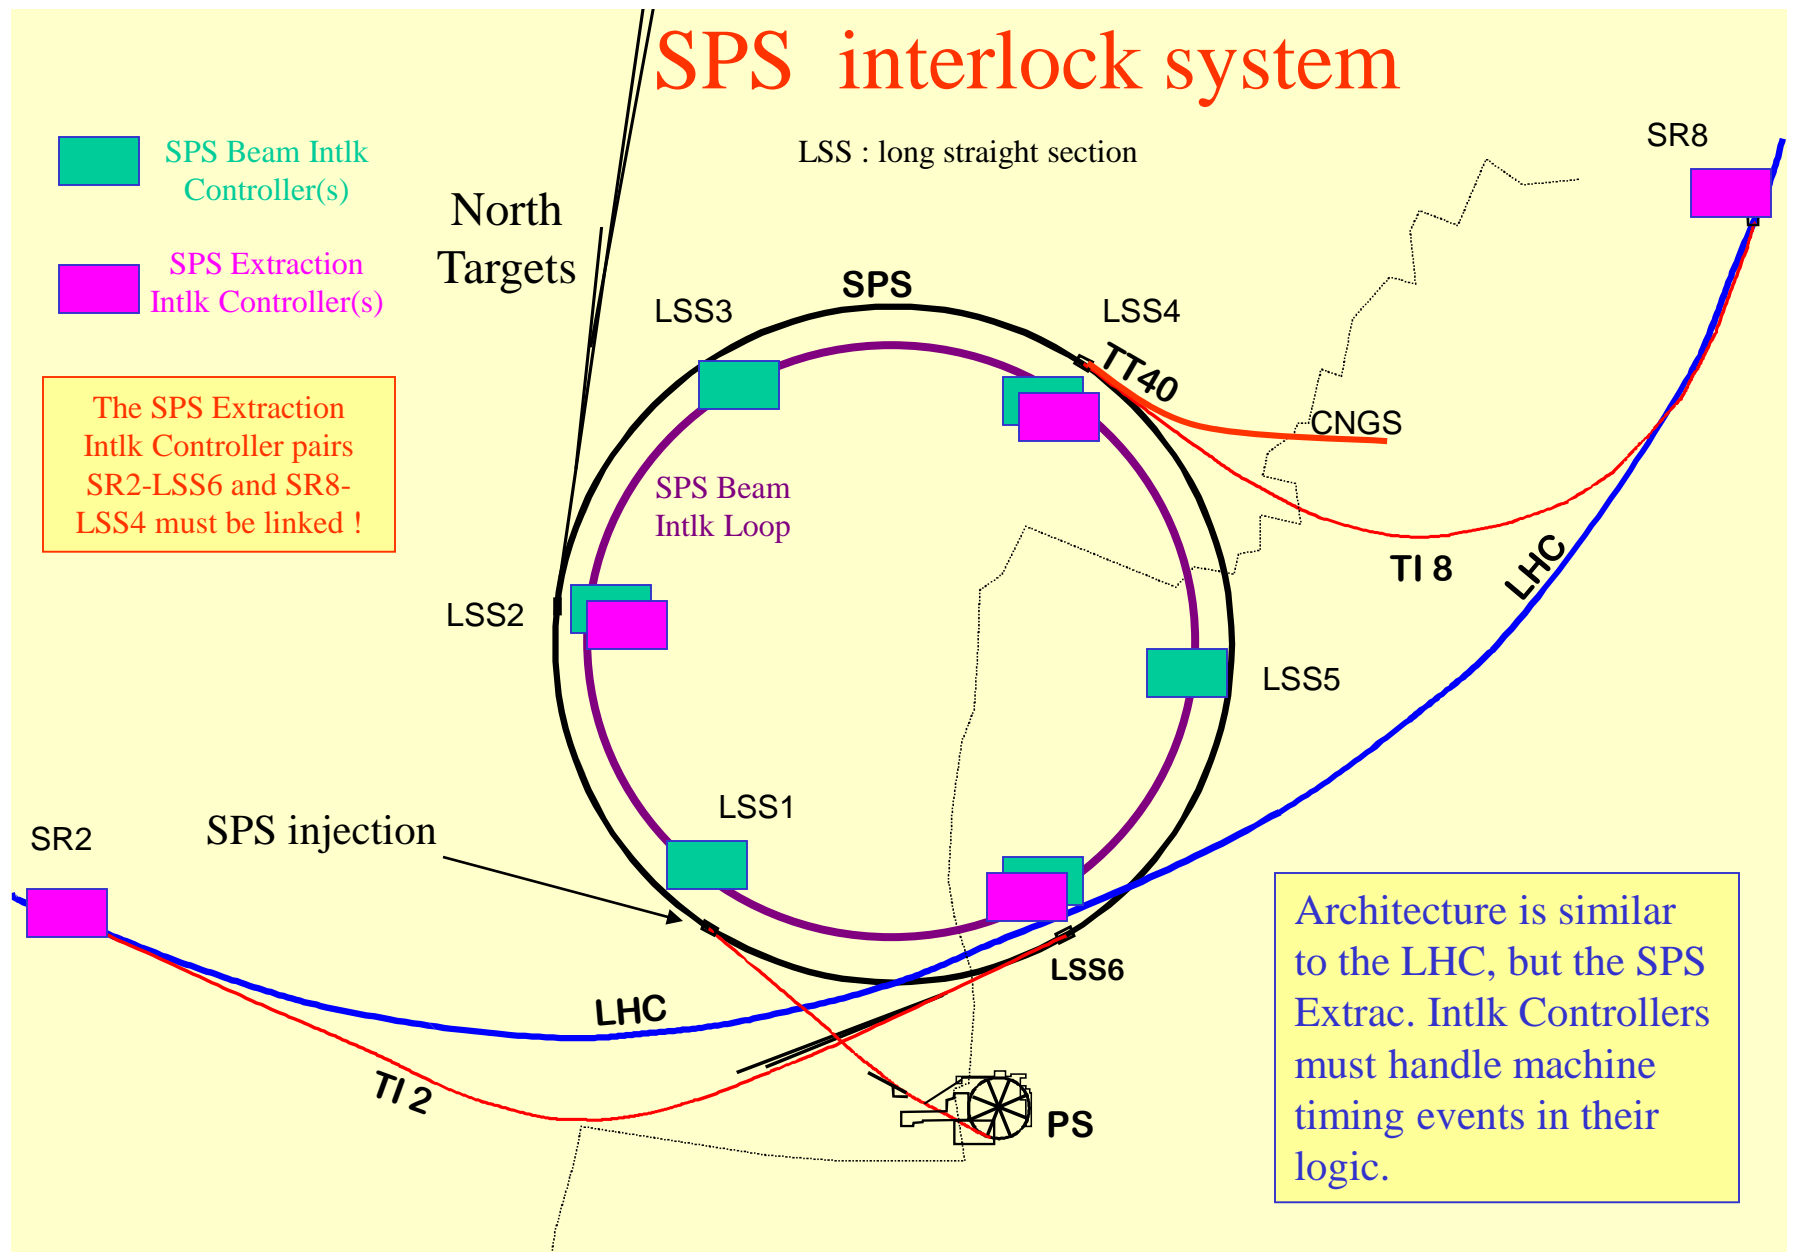 SPS interlock system
SPS Beam Intlk
Controller(s)
LSS : long straight section
SR8
North
Targets
SPS Extraction
Intlk Controller(s)
SPS
LSS3
LSS4
TT40
The SPS Extraction
Intlk Controller pairs
SR2-LSS6 and SR8-
LSS4 must be linked !
CNGS
SPS Beam
Intlk Loop
TI 8
LHC
LSS2
LSS5
LSS1
SPS injection
SR2
LSS6
LHC
TI 2
PS
Architecture is similar
to the LHC, but the SPS
Extrac. Intlk Controllers
must handle machine
timing events in their
logic.